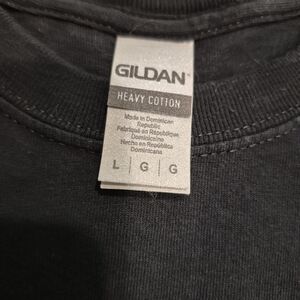 GILDAN
HEAVY COTTON
Made in Dominican
Republic
Fabriqué en République
Dominicaine
Hecho en República
Dominicana
L G G